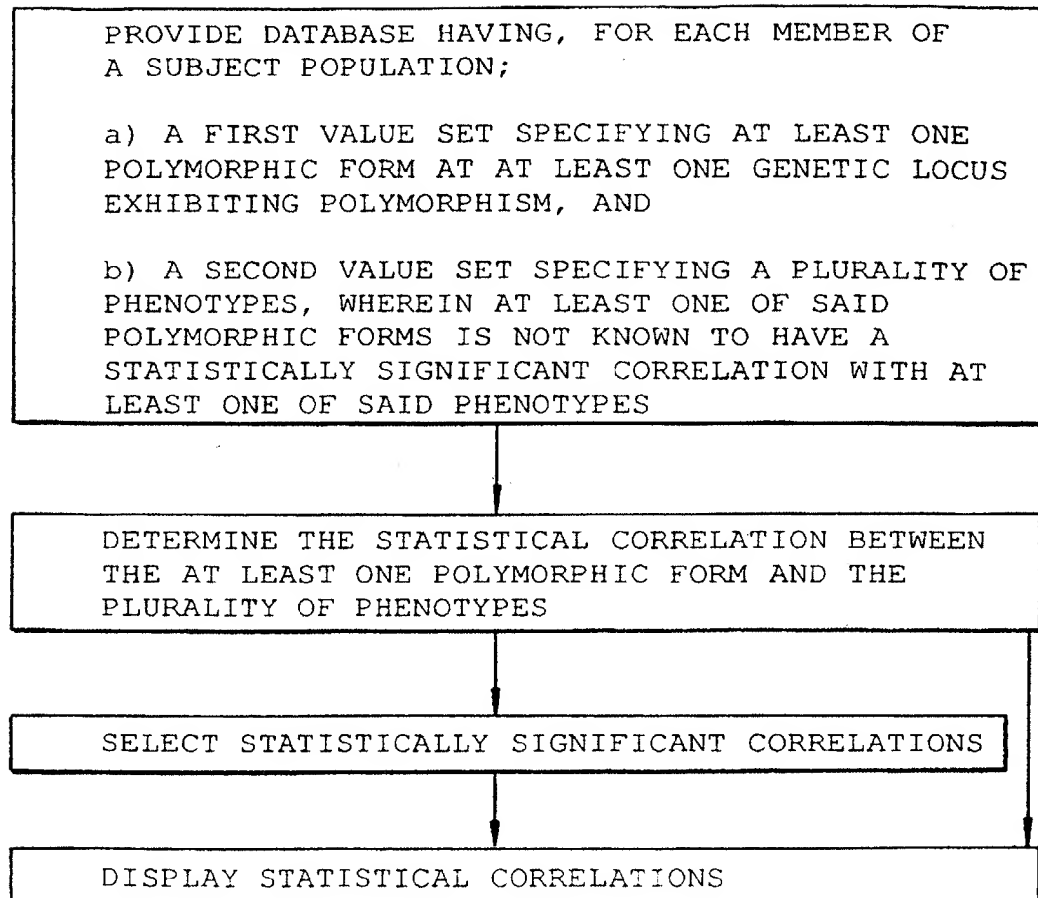 PROVIDE DATABASE HAVING, FOR EACH MEMBER OF
A SUBJECT POPULATION;
a) A FIRST VALUE SET SPECIFYING AT LEAST ONE
POLYMORPHIC FORM AT AT LEAST ONE GENETIC LOCUS
EXHIBITING POLYMORPHISM, AND
b) A SECOND VALUE SET SPECIFYING A PLURALITY OF
PHENOTYPES, WHEREIN AT LEAST ONE OF SAID
POLYMORPHIC FORMS IS NOT KNOWN TO HAVE A
STATISTICALLY SIGNIFICANT CORRELATION WITH AT
LEAST ONE OF SAID PHENOTYPES
DETERMINE THE STATISTICAL CORRELATION BETWEEN
THE AT LEAST ONE POLYMORPHIC FORM AND THE
PLURALITY OF PHENOTYPES
SELECT STATISTICALLY SIGNIFICANT CORRELATIONS
DISPLAY STATISTICAL CORRELATIONS